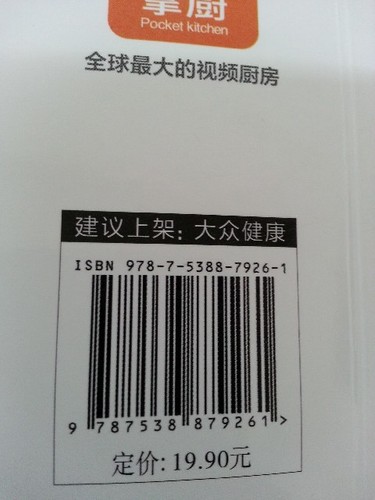 掌厨
Pocket kitchen
全球最大的视频厨房
建议上架：大众健康
ISBN 978-7-5388-7926-1
9 787538 879261 >
定价: 19.90元